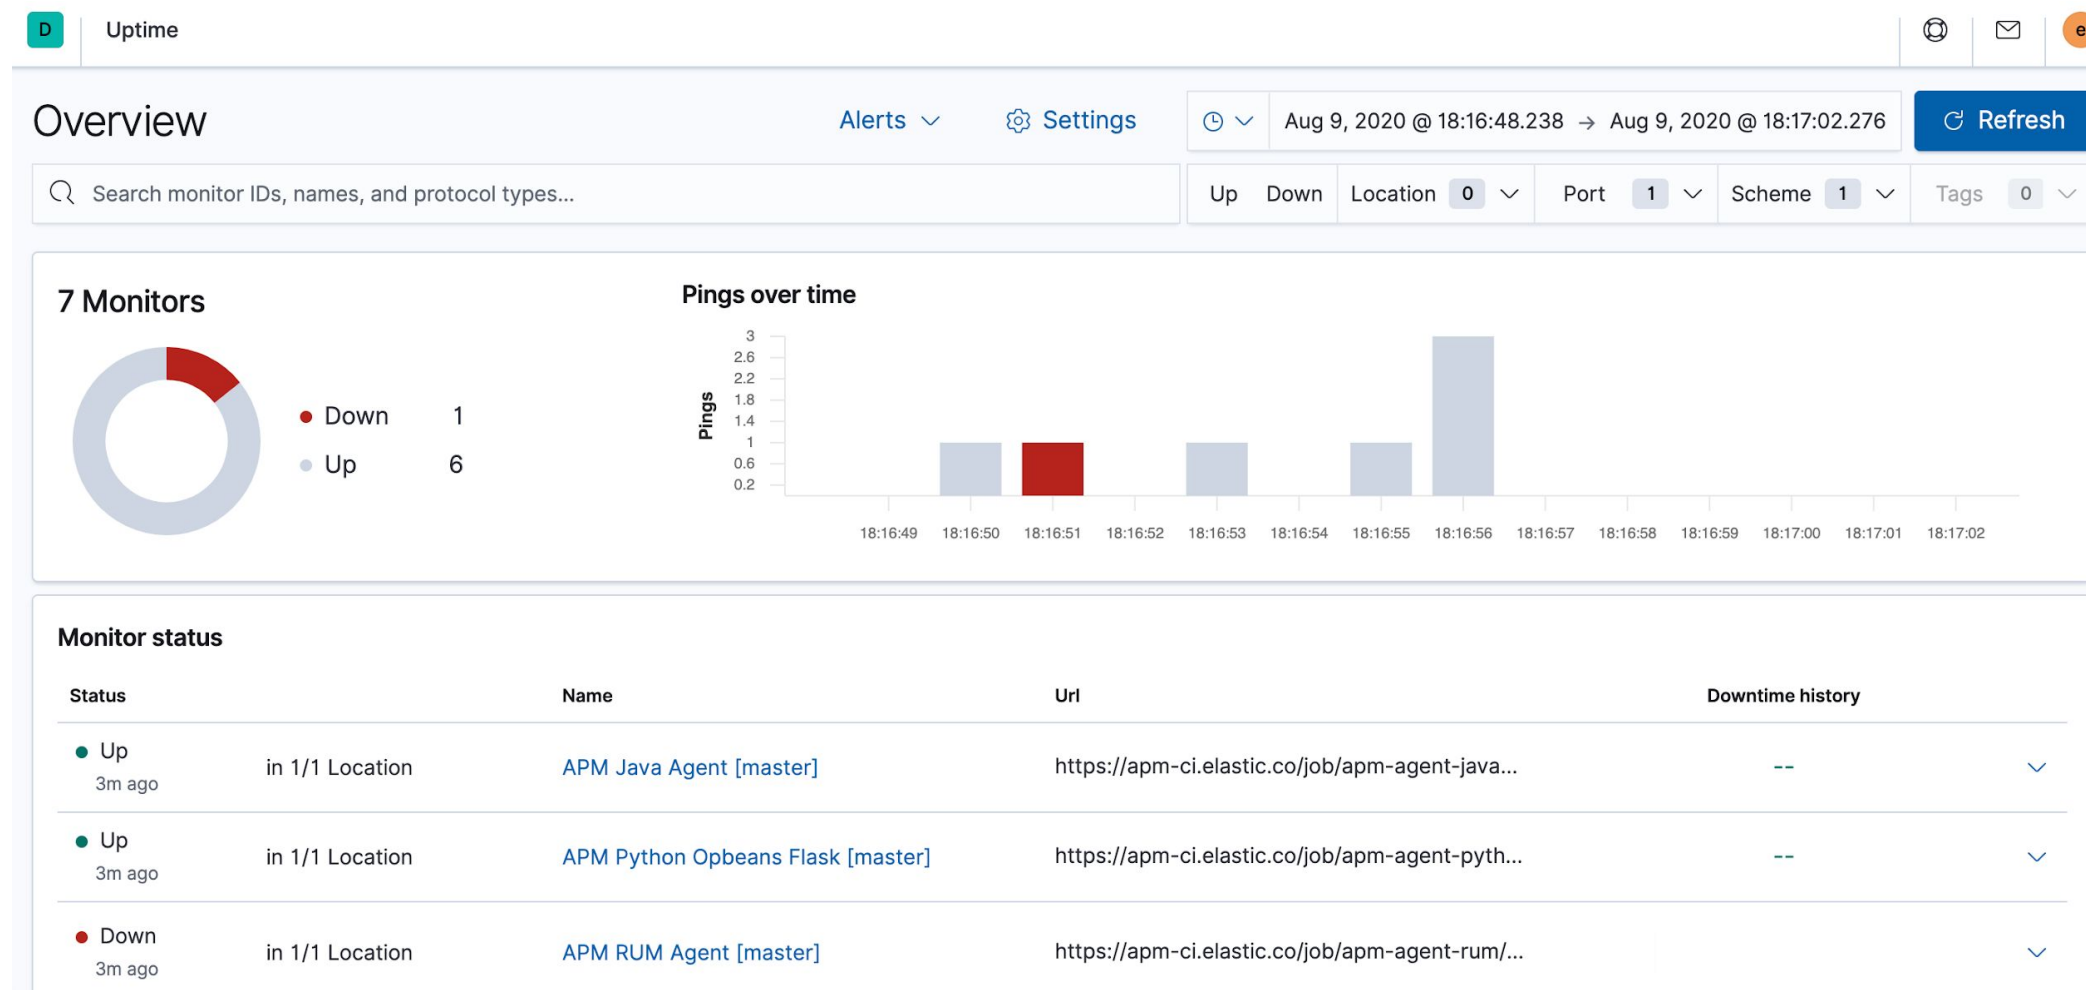 D Uptime e
Overview Alerts Settings Aug 9, 2020 @ 18:16:48.238 → Aug 9, 2020 @ 18:17:02.276 Refresh
Search monitor IDs, names, and protocol types... Up Down Location 0 Port 1 Scheme 1 Tags 0
7 Monitors
Down 1
Up 6
Pings over time
Pings
3
2.6
2.2
1.8
1.4
1
0.6
0.2
18:16:49 18:16:50 18:16:51 18:16:52 18:16:53 18:16:54 18:16:55 18:16:56 18:16:57 18:16:58 18:16:59 18:17:00 18:17:01 18:17:02
Monitor status
Status Name Url Downtime history
Up
3m ago
in 1/1 Location APM Java Agent [master] https://apm-ci.elastic.co/job/apm-agent-java... --
Up
3m ago
in 1/1 Location APM Python Opbeans Flask [master] https://apm-ci.elastic.co/job/apm-agent-pyth... --
Down
3m ago
in 1/1 Location APM RUM Agent [master] https://apm-ci.elastic.co/job/apm-agent-rum/...